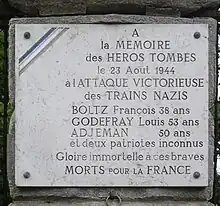 A
la MEMOIRE
des HEROS TOMBES
le 23 Août 1944
à l'ATTAQUE VICTORIEUSE
des TRAINS NAZIS
BOLTZ François 38 ans
GODEFRAY Louis 53 ans
ADJEMAN 50 ans
et deux patriotes inconnus
Gloire immortelle à ces braves
MORTS POUR LA FRANCE